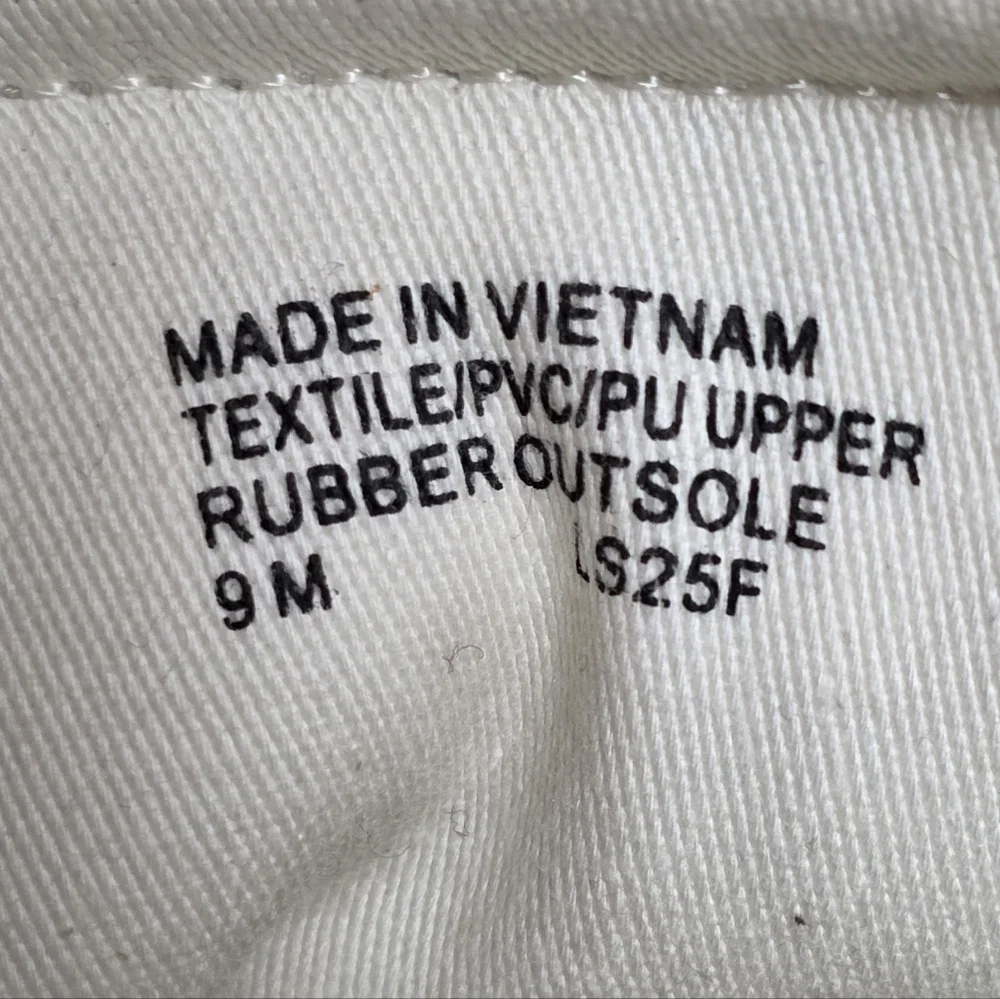 MADE IN VIETNAM
TEXTILE/PVC/PU UPPER
RUBBER OUTSOLE
9 M LS25F